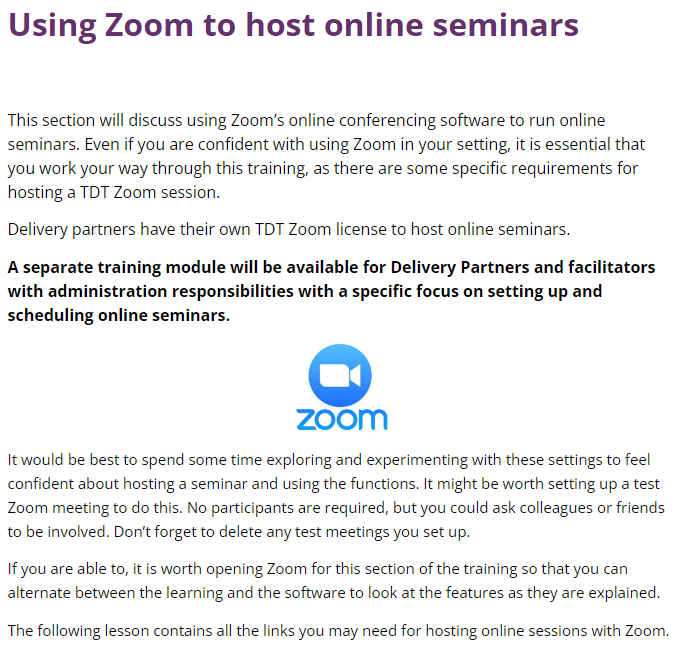 Using Zoom to host online seminars
This section will discuss using Zoom’s online conferencing software to run online
seminars. Even if you are confident with using Zoom in your setting, it is essential that
you work your way through this training, as there are some specific requirements for
hosting a TDT Zoom session.
Delivery partners have their own TDT Zoom license to host online seminars.
A separate training module will be available for Delivery Partners and facilitators
with administration responsibilities with a specific focus on setting up and
scheduling online seminars.
zoom
It would be best to spend some time exploring and experimenting with these settings to feel
confident about hosting a seminar and using the functions. It might be worth setting up a test
Zoom meeting to do this. No participants are required, but you could ask colleagues or friends
to be involved. Don’t forget to delete any test meetings you set up.
If you are able to, it is worth opening Zoom for this section of the training so that you can
alternate between the learning and the software to look at the features as they are explained.
The following lesson contains all the links you may need for hosting online sessions with Zoom.